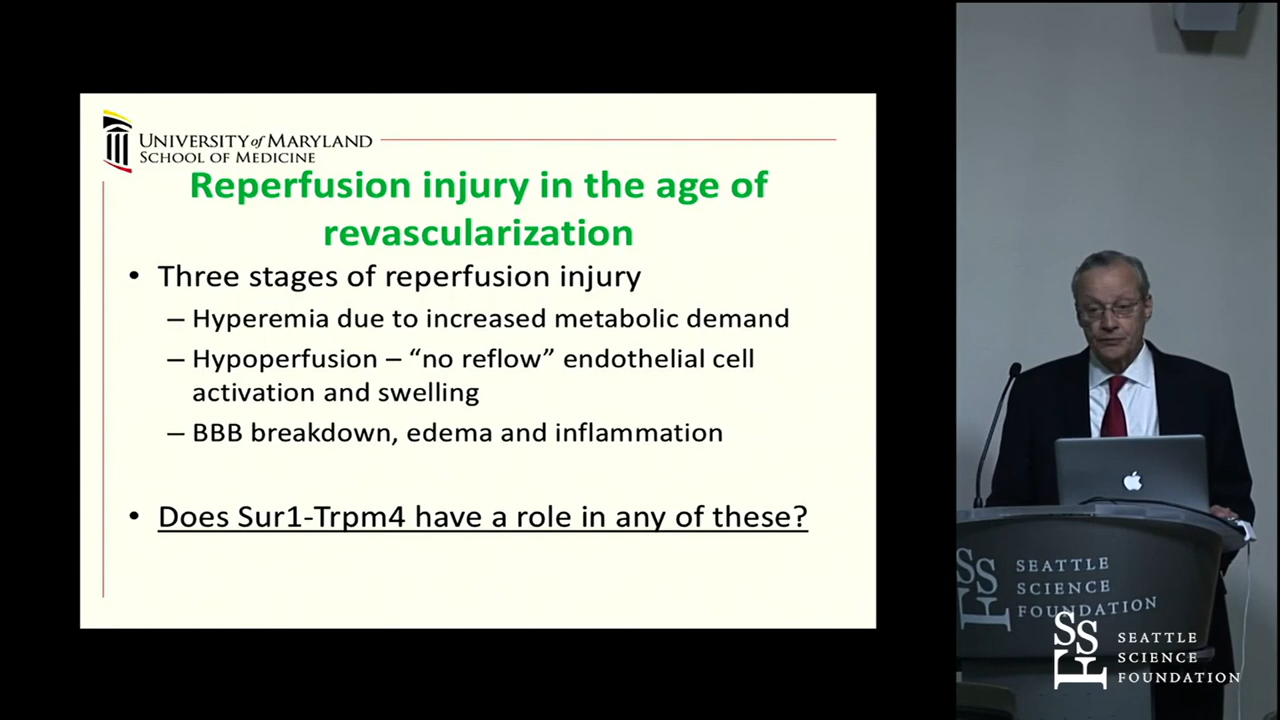 UNIVERSITY of MARYLAND
SCHOOL OF MEDICINE
Reperfusion injury in the age of
revascularization
• Three stages of reperfusion injury
– Hyperemia due to increased metabolic demand
– Hypoperfusion – “no reflow” endothelial cell
activation and swelling
– BBB breakdown, edema and inflammation
• Does Sur1-Trpm4 have a role in any of these?
SSF
SEATTLE
SCIENCE
FOUNDATION
SSF
SEATTLE
SCIENCE
FOUNDATION